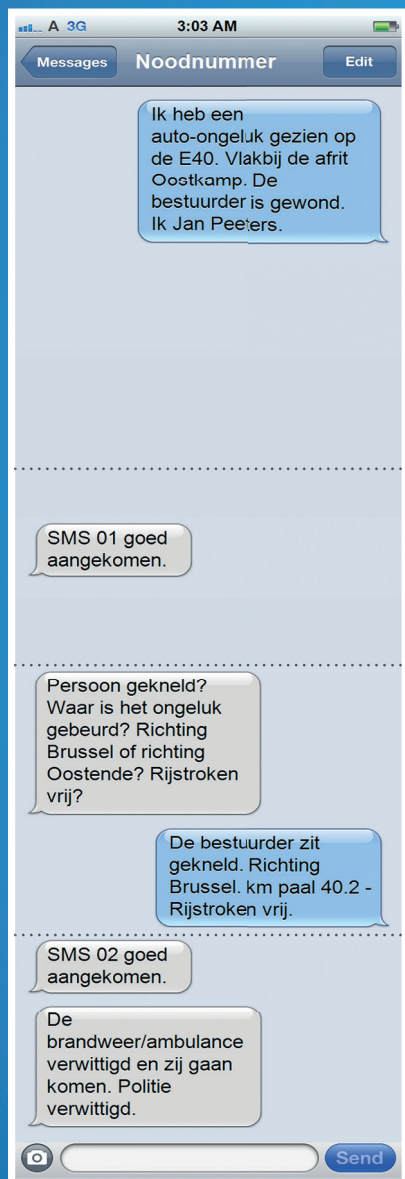 A 3G 3:03 AM
Messages Noodnummer Edit
Ik heb een
auto-ongeluk gezien op
de E40. Vlakbij de afrit
Oostkamp. De
bestuurder is gewond.
Ik Jan Peeters.
SMS 01 goed
aangekomen.
Persoon gekneld?
Waar is het ongeluk
gebeurd? Richting
Brussel of richting
Oostende? Rijstroken
vrij?
De bestuurder zit
gekneld. Richting
Brussel. km paal 40.2 -
Rijstroken vrij.
SMS 02 goed
aangekomen.
De
brandweer/ambulance
verwittigd en zij gaan
komen. Politie
verwittigd.
Send